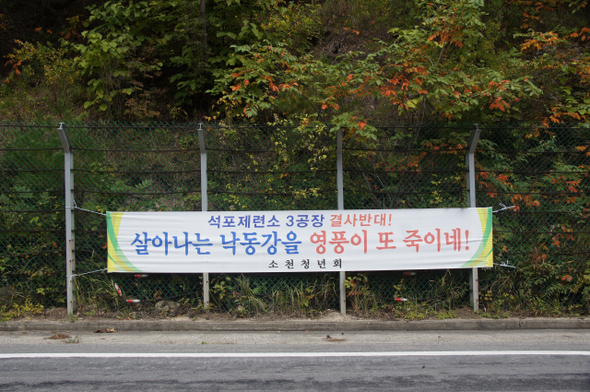 석포제련소 3공장 결사반대!
살아나는 낙동강을 영풍이 또 죽이네!
소천청년회